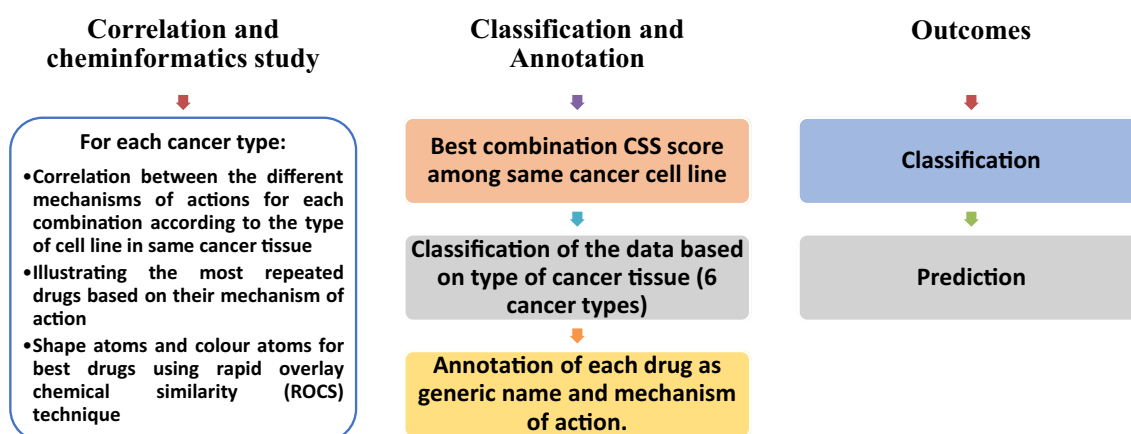 Correlation and
cheminformatics study
For each cancer type:
•Correlation between the different
mechanisms of actions for each
combination according to the type
of cell line in same cancer tissue
•Illustrating the most repeated
drugs based on their mechanism of
action
•Shape atoms and colour atoms for
best drugs using rapid overlay
chemical similarity (ROCS)
technique
Classification and
Annotation
Best combination CSS score
among same cancer cell line
Classification of the data based
on type of cancer tissue (6
cancer types)
Annotation of each drug as
generic name and mechanism
of action.
Outcomes
Classification
Prediction